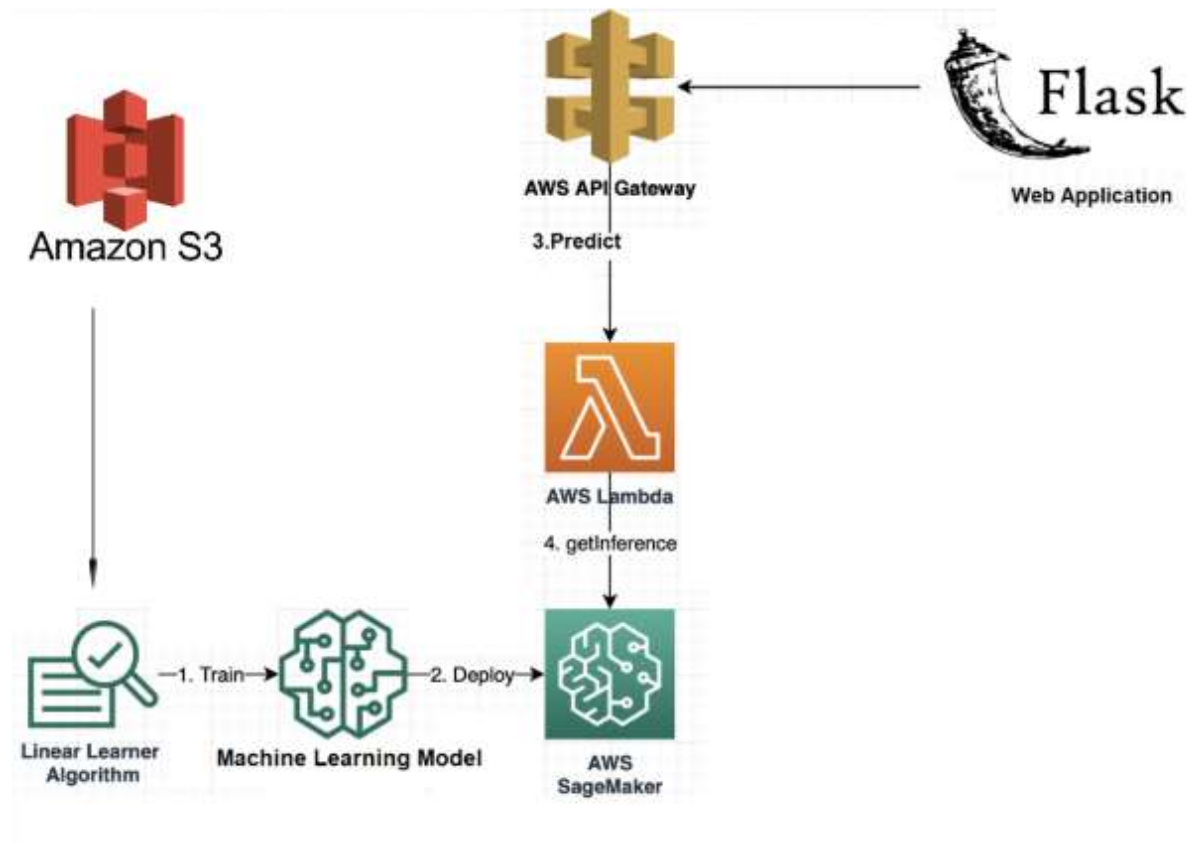 Flask
Web Application
AWS API Gateway
Amazon S3
3.Predict
AWS Lambda
4. getInference
1. Train
2. Deploy
Linear Learner
Algorithm
Machine Learning Model
AWS
SageMaker